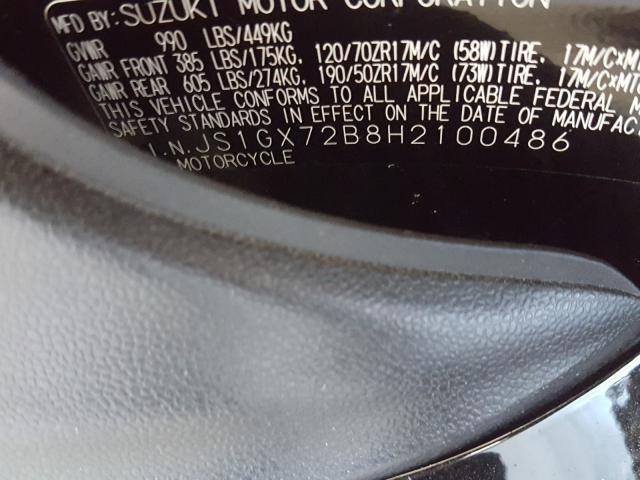 MFD BY: SUZUKI MOTOR CORPORATION
GVWR 990 LBS/449KG
GAWR FRONT 385 LBS/175KG, 120/70ZR17M/C (58W)TIRE, 17M/C×MT
GAWR REAR 605 LBS/274KG, 190/50ZR17M/C (73W)TIRE, 17M/C×MT
THIS VEHICLE CONFORMS TO ALL APPLICABLE FEDERAL M
SAFETY STANDARDS IN EFFECT ON THE DATE OF MANUFAC
I.N. JS1GX72B8H2100486
MOTORCYCLE